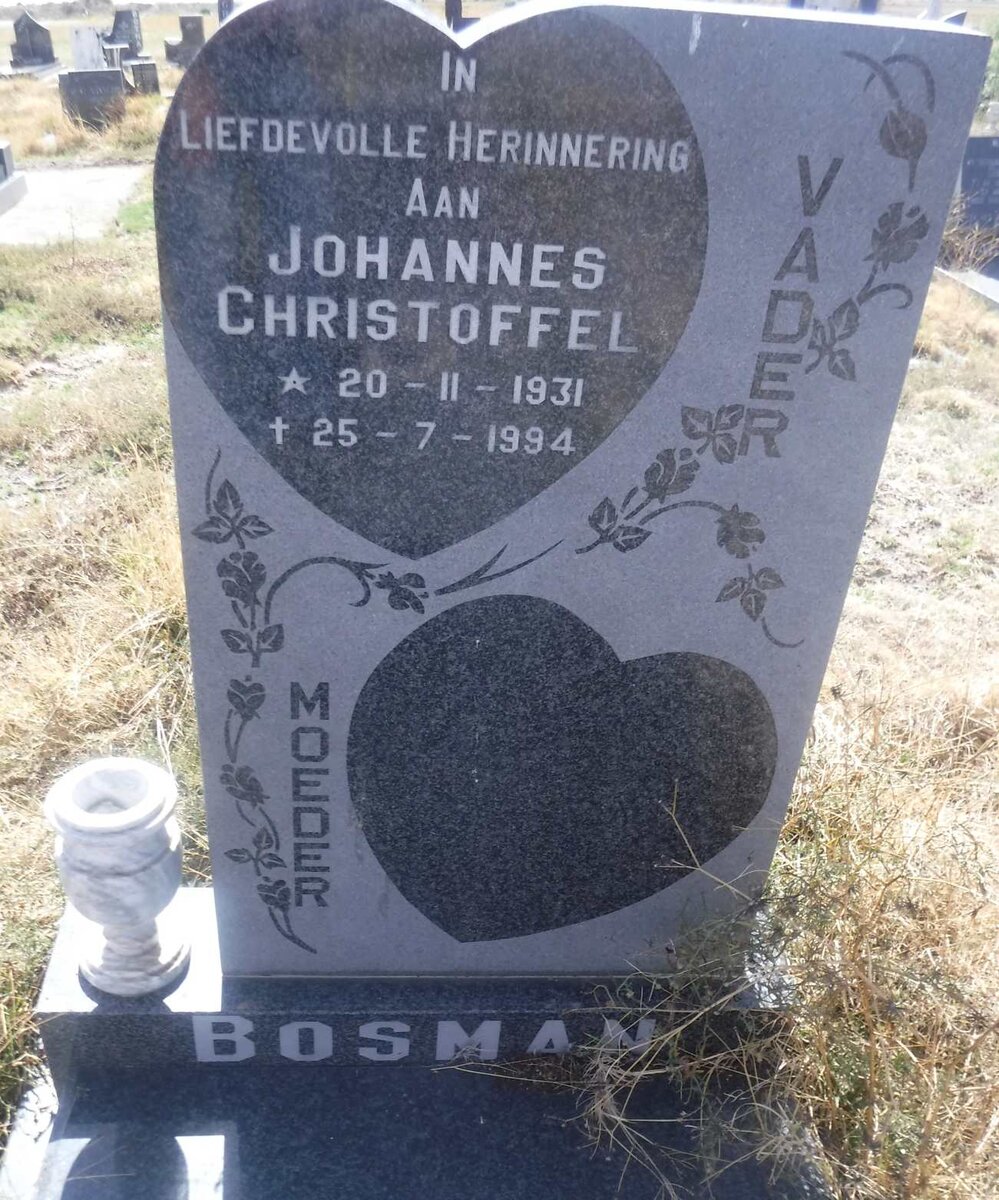 IN
LIEFDEVOLLE HERINNERING
AAN
JOHANNES
CHRISTOFFEL
★ 20 - 11 - 1931
† 25 - 7 - 1994
VADER
MOEDER
BOSMAN